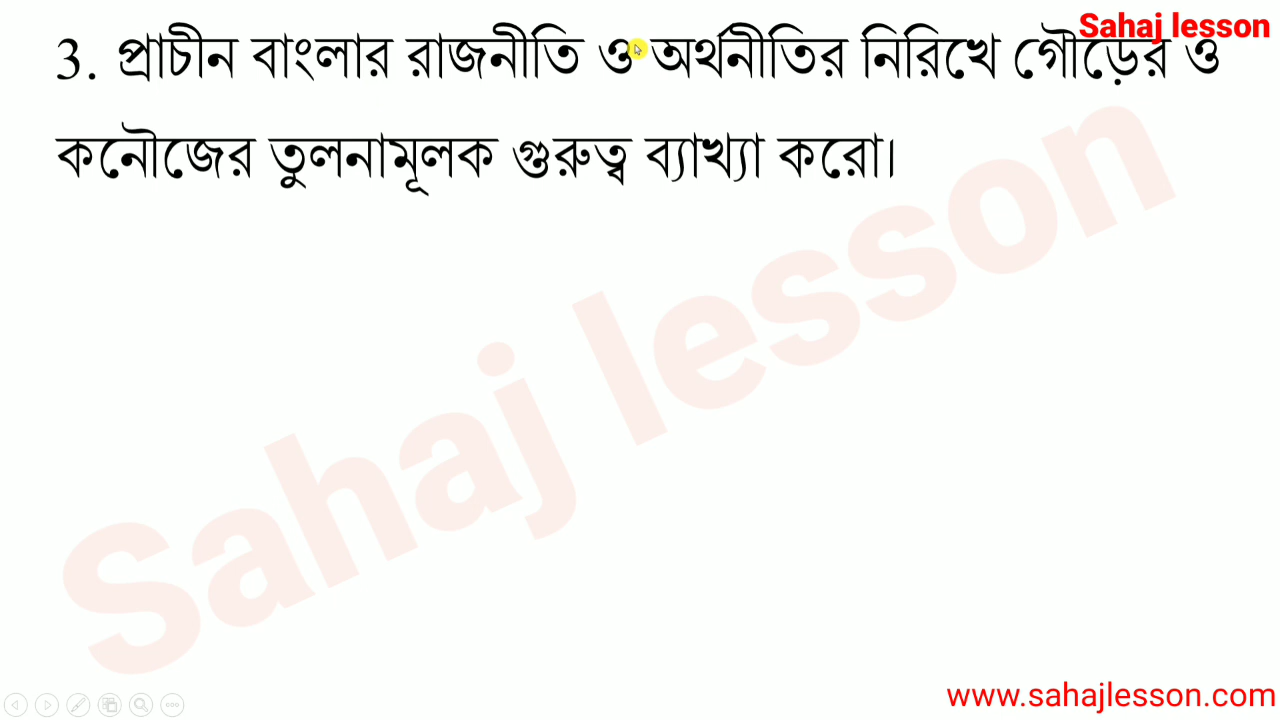 Sahaj lesson
3. প্রাচীন বাংলার রাজনীতি ও অর্থনীতির নিরিখে গৌড়ের ও
কনৌজের তুলনামূলক গুরুত্ব ব্যাখ্যা করো।
Sahaj lesson
www.sahajlesson.com